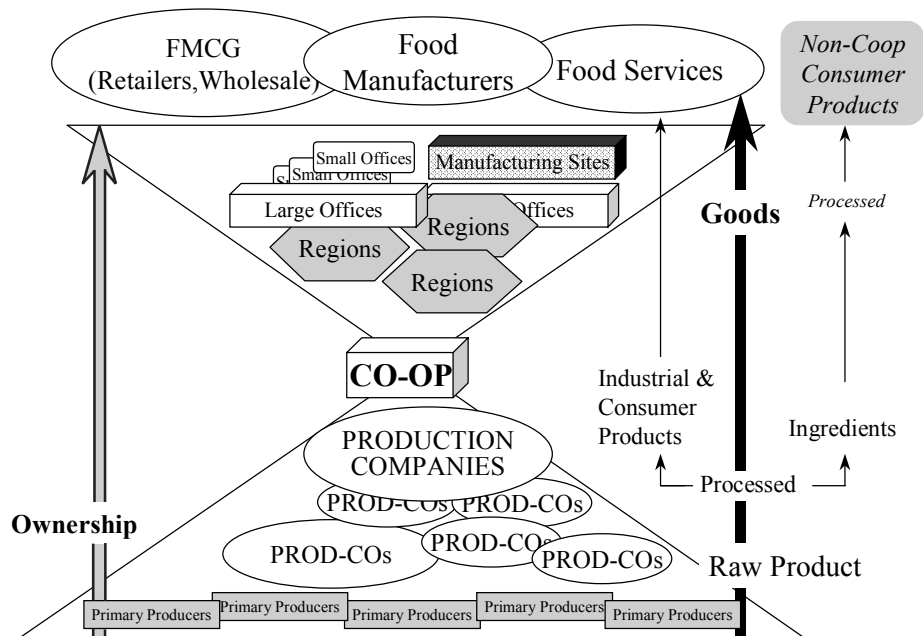 FMCG
(Retailers,Wholesale)
Food
Manufacturers
Food Services
Non-Coop
Consumer
Products
Small Offices
Small Offices
S
Manufacturing Sites
Large Offices
Offices
Regions
Regions
Regions
Goods
Processed
CO-OP
Industrial &
Consumer
Products
Ingredients
PRODUCTION
COMPANIES
Processed
PROD-COs
PROD-COs
Ownership
PROD-COs
PROD-COs
PROD-COs
Raw Product
Primary Producers
Primary Producers
Primary Producers
Primary Producers
Primary Producers